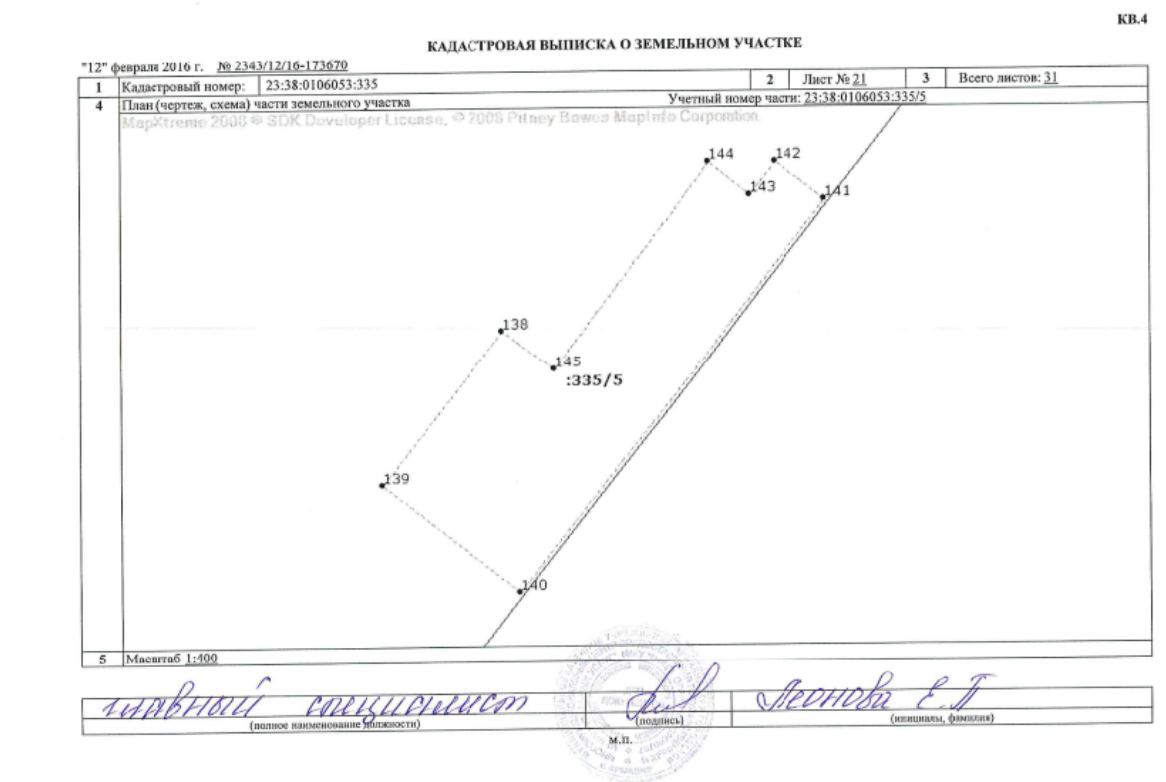 КВ.4
КАДАСТРОВАЯ ВЫПИСКА О ЗЕМЕЛЬНОМ УЧАСТКЕ
"12" февраля 2016 г. № 2343/12/16-173670
1 Кадастровый номер: 23:38:0106053:335 2 Лист № 21 3 Всего листов: 31
4 План (чертеж, схема) части земельного участка Учетный номер части: 23:38:0106053:335/5
MapXtreme 2008 ® SDK Developer License. © 2008 Pitney Bowes MapInfo Corporation.
144 142
143 141
138
145
:335/5
139
140
5 Масштаб 1:400
главный специалист Леонова Е.П
(полное наименование должности) (подпись) (инициалы, фамилия)
м.п.